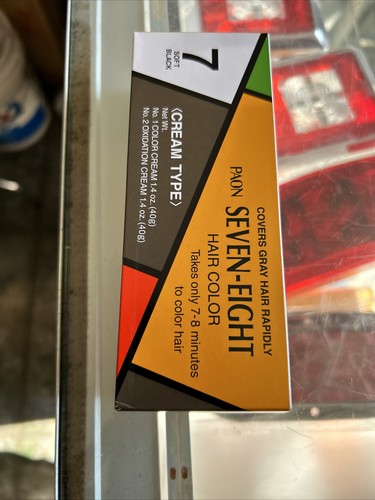 7
SOFT
BLACK
《CREAM TYPE》
Net Wt.
No. 1 COLOR CREAM 1.4 oz. (40g)
No. 2 OXIDATION CREAM 1.4 oz. (40g)
COVERS GRAY HAIR RAPIDLY
PAON SEVEN-EIGHT
HAIR COLOR
Takes only 7-8 minutes
to color hair